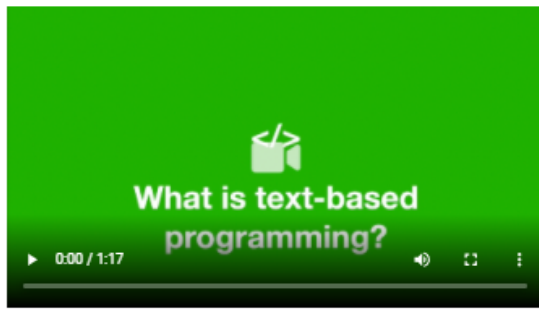 </>
What is text-based
programming?
0:00 / 1:17